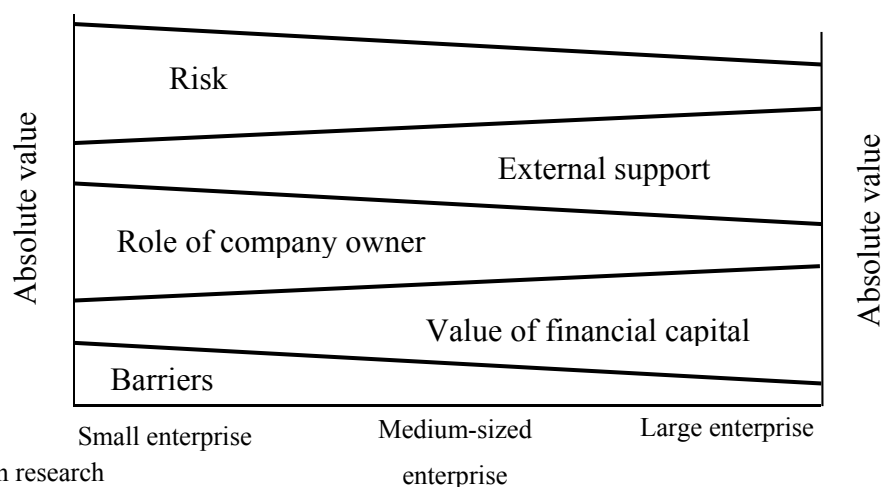 Risk
External support
Absolute value
Absolute value
Role of company owner
Value of financial capital
Barriers
Small enterprise
Medium-sized
enterprise
Large enterprise
research